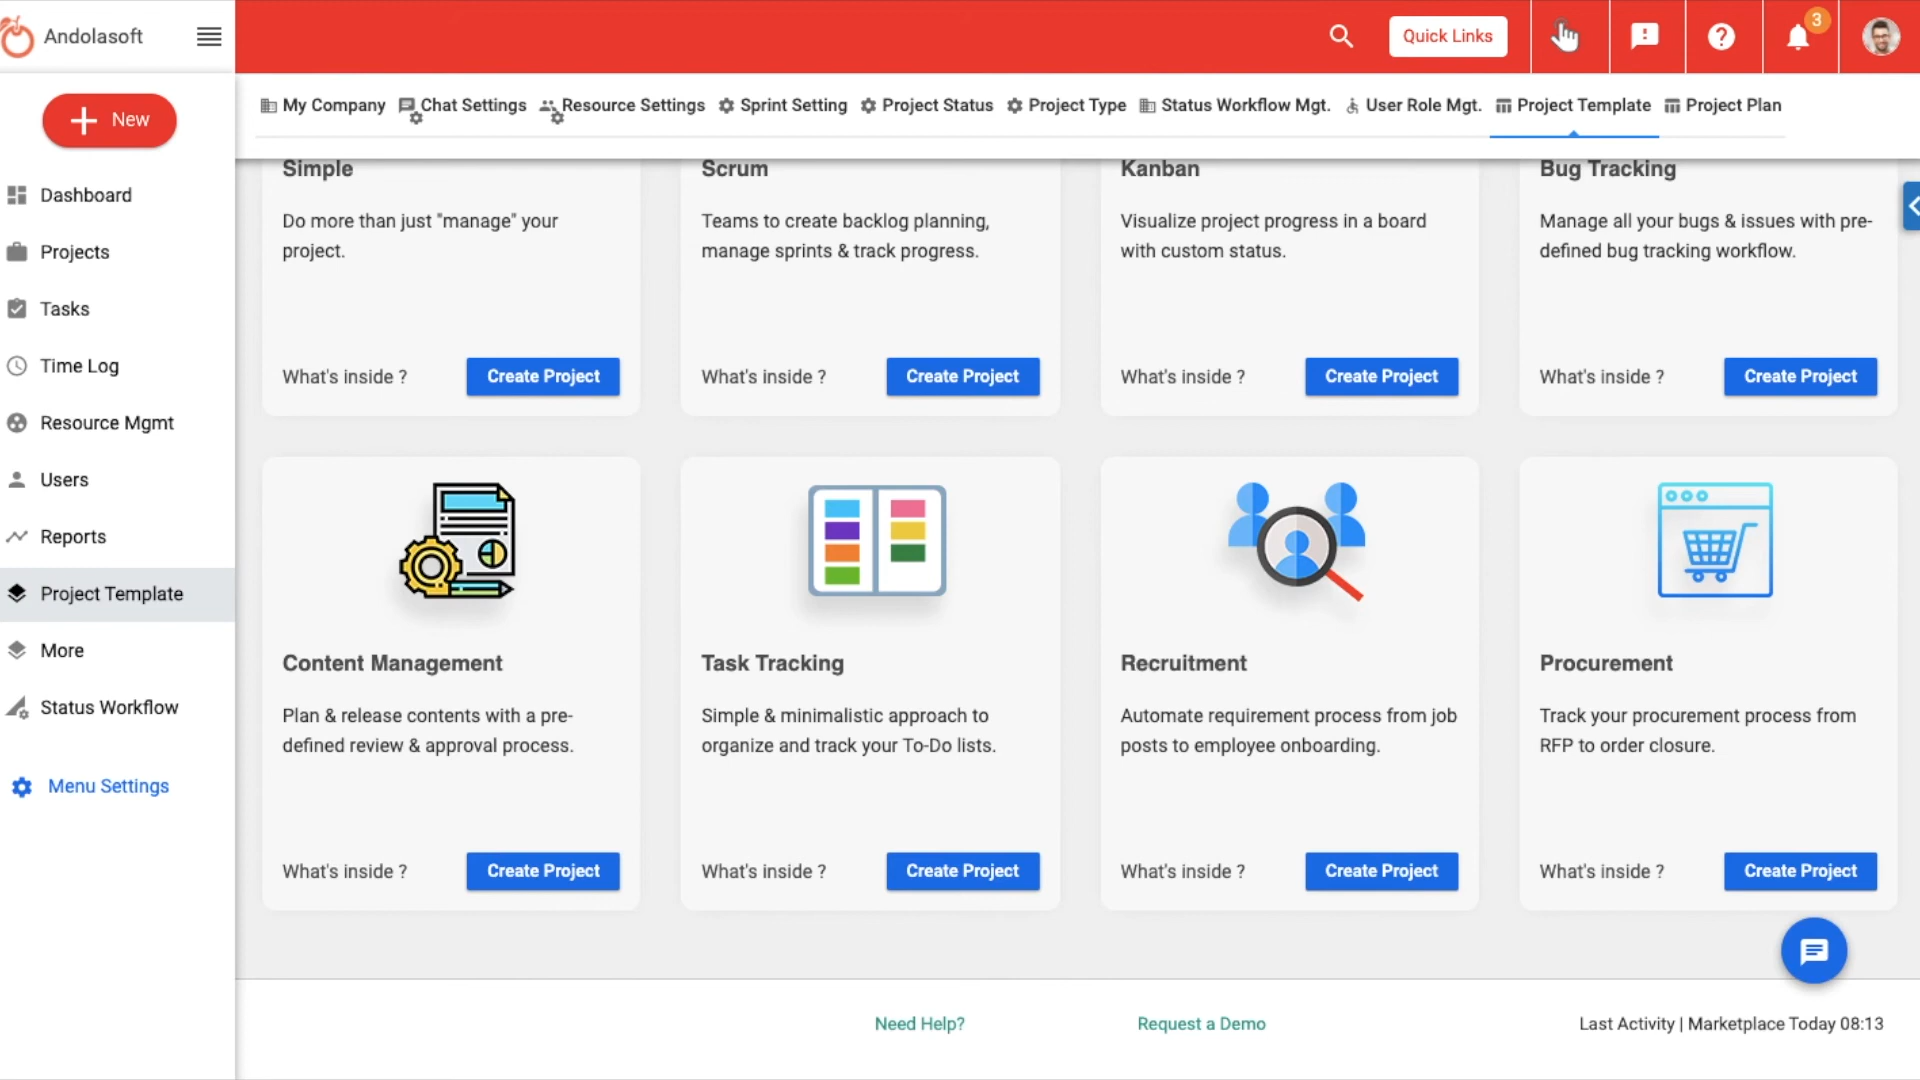 Andolasoft
Quick Links
3
New
My Company
Chat Settings
Resource Settings
Sprint Setting
Project Status
Project Type
Status Workflow Mgt.
User Role Mgt.
Project Template
Project Plan
Dashboard
Projects
Tasks
Time Log
Resource Mgmt
Users
Reports
Project Template
More
Status Workflow
Menu Settings
Simple
Do more than just "manage" your
project.
What's inside ?
Create Project
Scrum
Teams to create backlog planning,
manage sprints & track progress.
What's inside ?
Create Project
Kanban
Visualize project progress in a board
with custom status.
What's inside ?
Create Project
Bug Tracking
Manage all your bugs & issues with pre-
defined bug tracking workflow.
What's inside ?
Create Project
Content Management
Plan & release contents with a pre-
defined review & approval process.
What's inside ?
Create Project
Task Tracking
Simple & minimalistic approach to
organize and track your To-Do lists.
What's inside ?
Create Project
Recruitment
Automate requirement process from job
posts to employee onboarding.
What's inside ?
Create Project
Procurement
Track your procurement process from
RFP to order closure.
What's inside ?
Create Project
Need Help?
Request a Demo
Last Activity | Marketplace Today 08:13